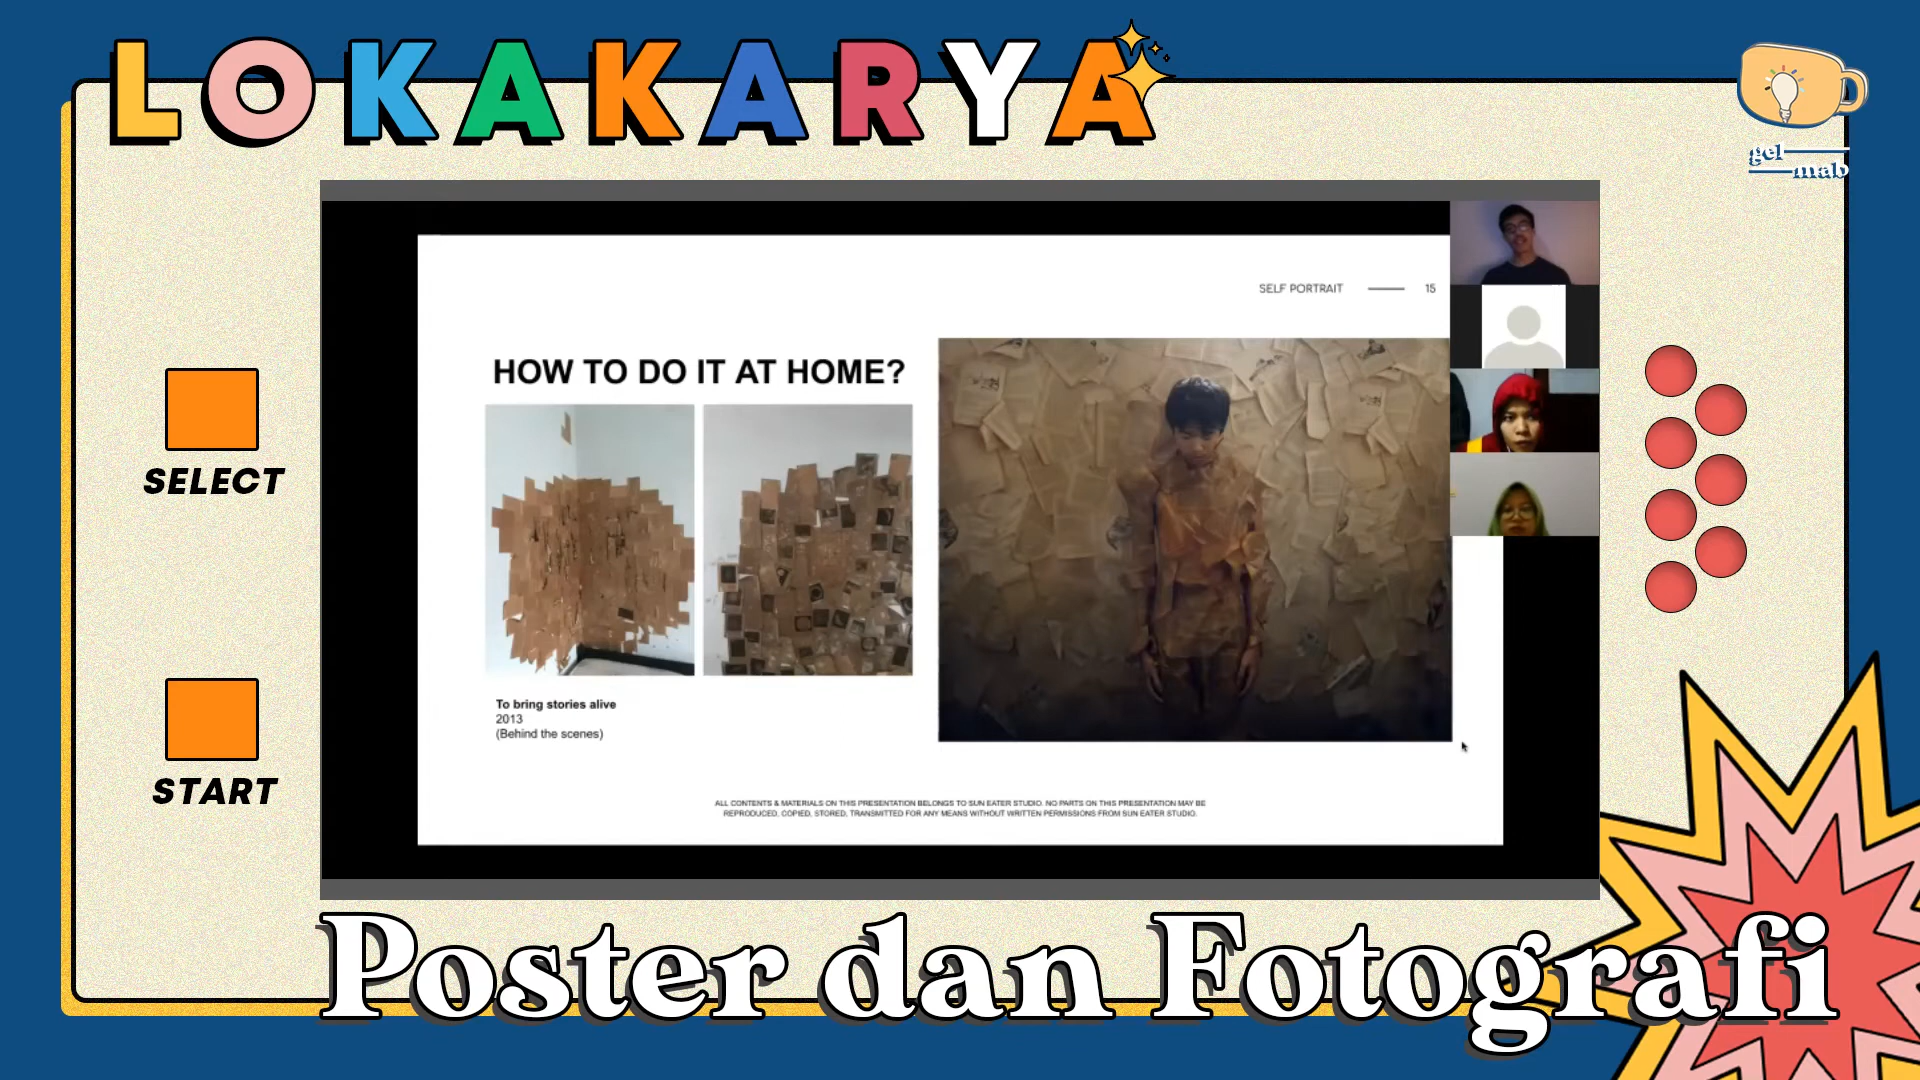 LOKAKARYA
gel
mab
SELF PORTRAIT 15
HOW TO DO IT AT HOME?
To bring stories alive
2013
(Behind the scenes)
ALL CONTENTS & MATERIALS ON THIS PRESENTATION BELONGS TO SUN EATER STUDIO. NO PARTS ON THIS PRESENTATION MAY BE
REPRODUCED, COPIED, STORED, TRANSMITTED FOR ANY MEANS WITHOUT WRITTEN PERMISSIONS FROM SUN EATER STUDIO.
SELECT
START
Poster dan Fotografi